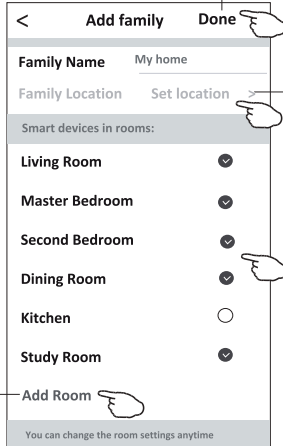 < Add family Done
Family Name My home
Family Location Set location >
Smart devices in rooms:
Living Room
Master Bedroom
Second Bedroom
Dining Room
Kitchen
Study Room
Add Room
You can change the room settings anytime